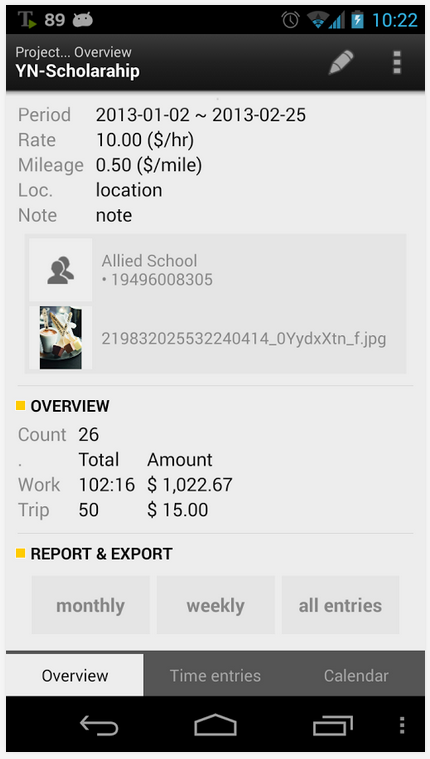 89
10:22
Project... Overview
YN-Scholarahip
Period 2013-01-02 ~ 2013-02-25
Rate 10.00 ($/hr)
Mileage 0.50 ($/mile)
Loc. location
Note note
Allied School
• 19496008305
219832025532240414_0YydxXtn_f.jpg
OVERVIEW
Count 26
. Total Amount
Work 102:16 $ 1,022.67
Trip 50 $ 15.00
REPORT & EXPORT
monthly weekly all entries
Overview Time entries Calendar